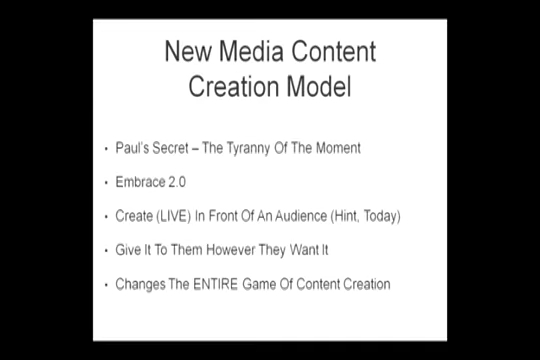 New Media Content
Creation Model
• Paul's Secret – The Tyranny Of The Moment
• Embrace 2.0
• Create (LIVE) In Front Of An Audience (Hint, Today)
• Give It To Them However They Want It
• Changes The ENTIRE Game Of Content Creation